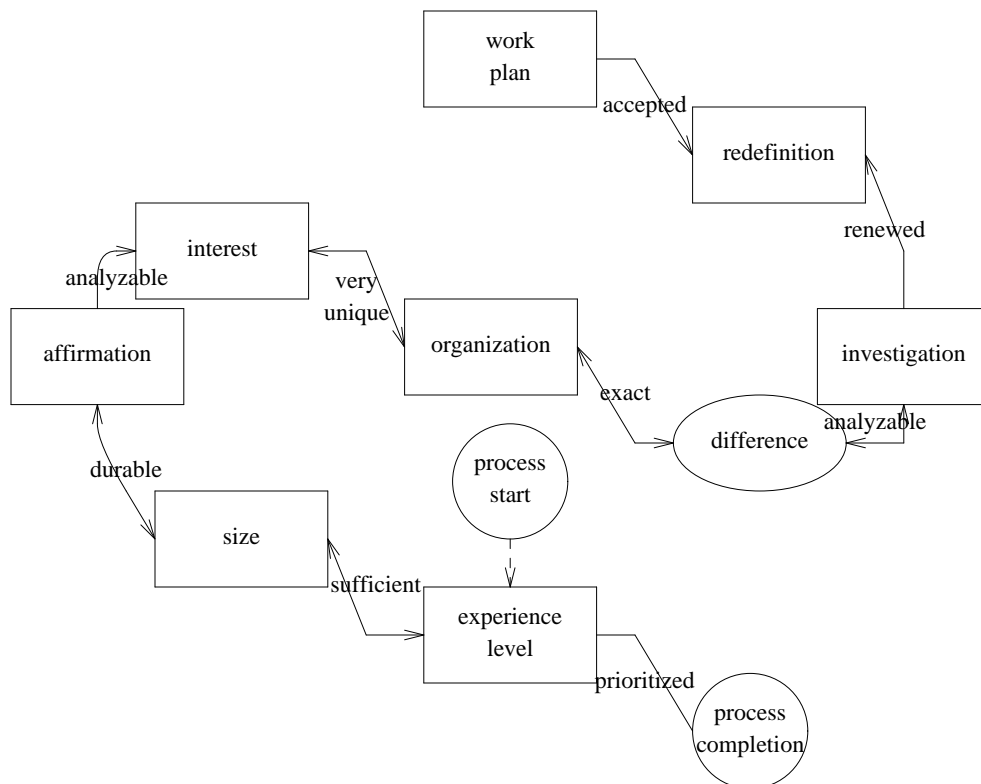 work
plan
accepted
redefinition
renewed
interest
analyzable
very
unique
organization
affirmation
investigation
exact
analyzable
difference
durable
process
start
size
sufficient
experience
level
prioritized
process
completion